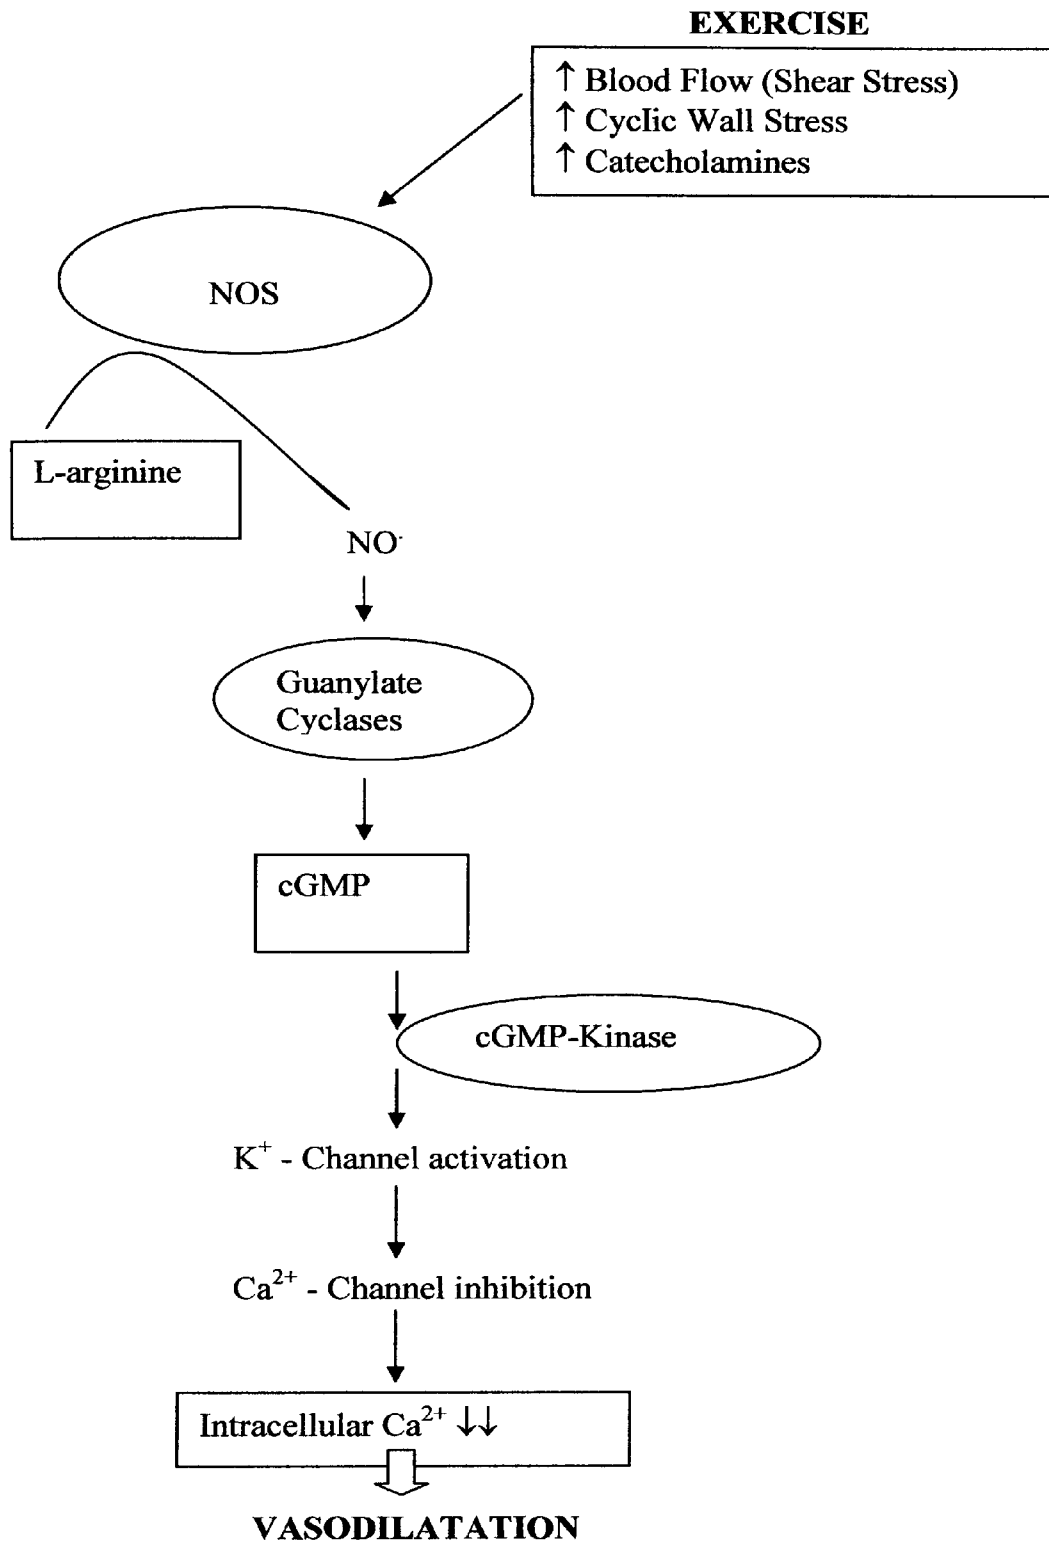 EXERCISE
↑ Blood Flow (Shear Stress)
↑ Cyclic Wall Stress
↑ Catecholamines
NOS
L-arginine
NO·
Guanylate
Cyclases
cGMP
cGMP-Kinase
K⁺ - Channel activation
Ca²⁺ - Channel inhibition
Intracellular Ca²⁺ ↓↓
VASODILATATION